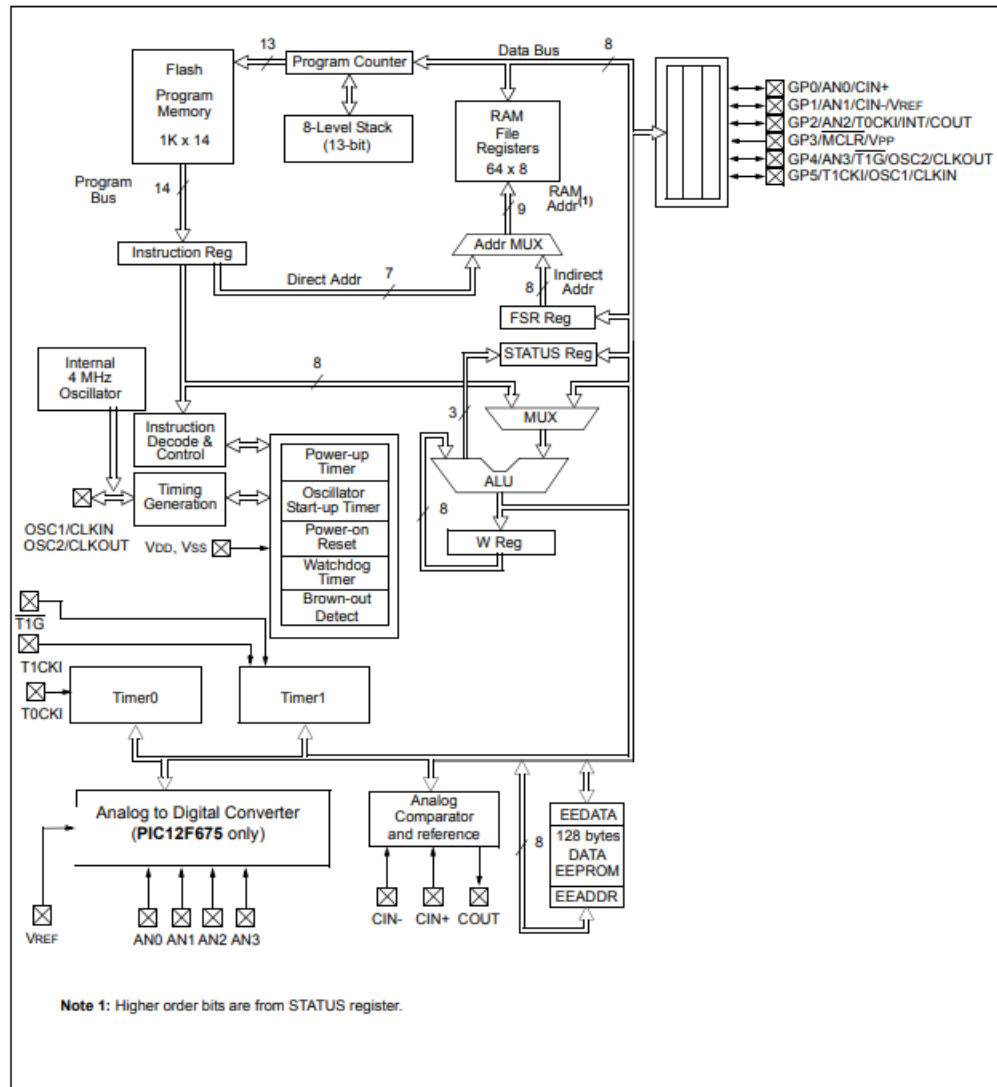 13
Data Bus
8
Flash
Program
Memory
1K x 14
Program Counter
8-Level Stack
(13-bit)
RAM
File
Registers
64 x 8
GP0/AN0/CIN+
GP1/AN1/CIN-/VREF
GP2/AN2/T0CKI/INT/COUT
GP3/MCLR/VPP
GP4/AN3/T1G/OSC2/CLKOUT
GP5/T1CKI/OSC1/CLKIN
Program
Bus
14
RAM
Addr(1)
9
Instruction Reg
Addr MUX
Direct Addr
7
8
Indirect
Addr
FSR Reg
STATUS Reg
Internal
4 MHz
Oscillator
8
3
MUX
Instruction
Decode &
Control
Power-up
Timer
Oscillator
Start-up Timer
Power-on
Reset
Watchdog
Timer
Brown-out
Detect
ALU
8
W Reg
Timing
Generation
OSC1/CLKIN
OSC2/CLKOUT
VDD, VSS
T1G
T1CKI
T0CKI
Timer0
Timer1
Analog to Digital Converter
(PIC12F675 only)
Analog
Comparator
and reference
8
EEDATA
128 bytes
DATA
EEPROM
EEADDR
VREF
AN0 AN1 AN2 AN3
CIN- CIN+ COUT
Note 1: Higher order bits are from STATUS register.